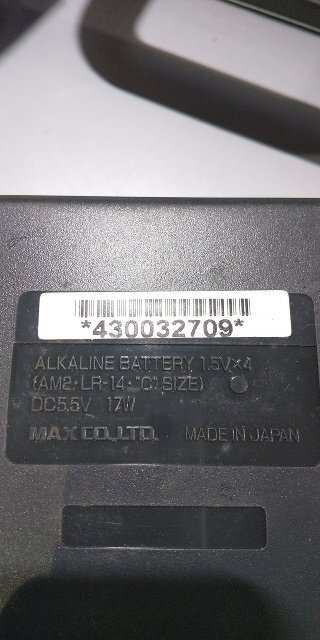 *430032709*
ALKALINE BATTERY 1.5V×4
(AM2·LR-14·"C" SIZE)
DC5.5V 17W
MAX CO.,LTD. MADE IN JAPAN